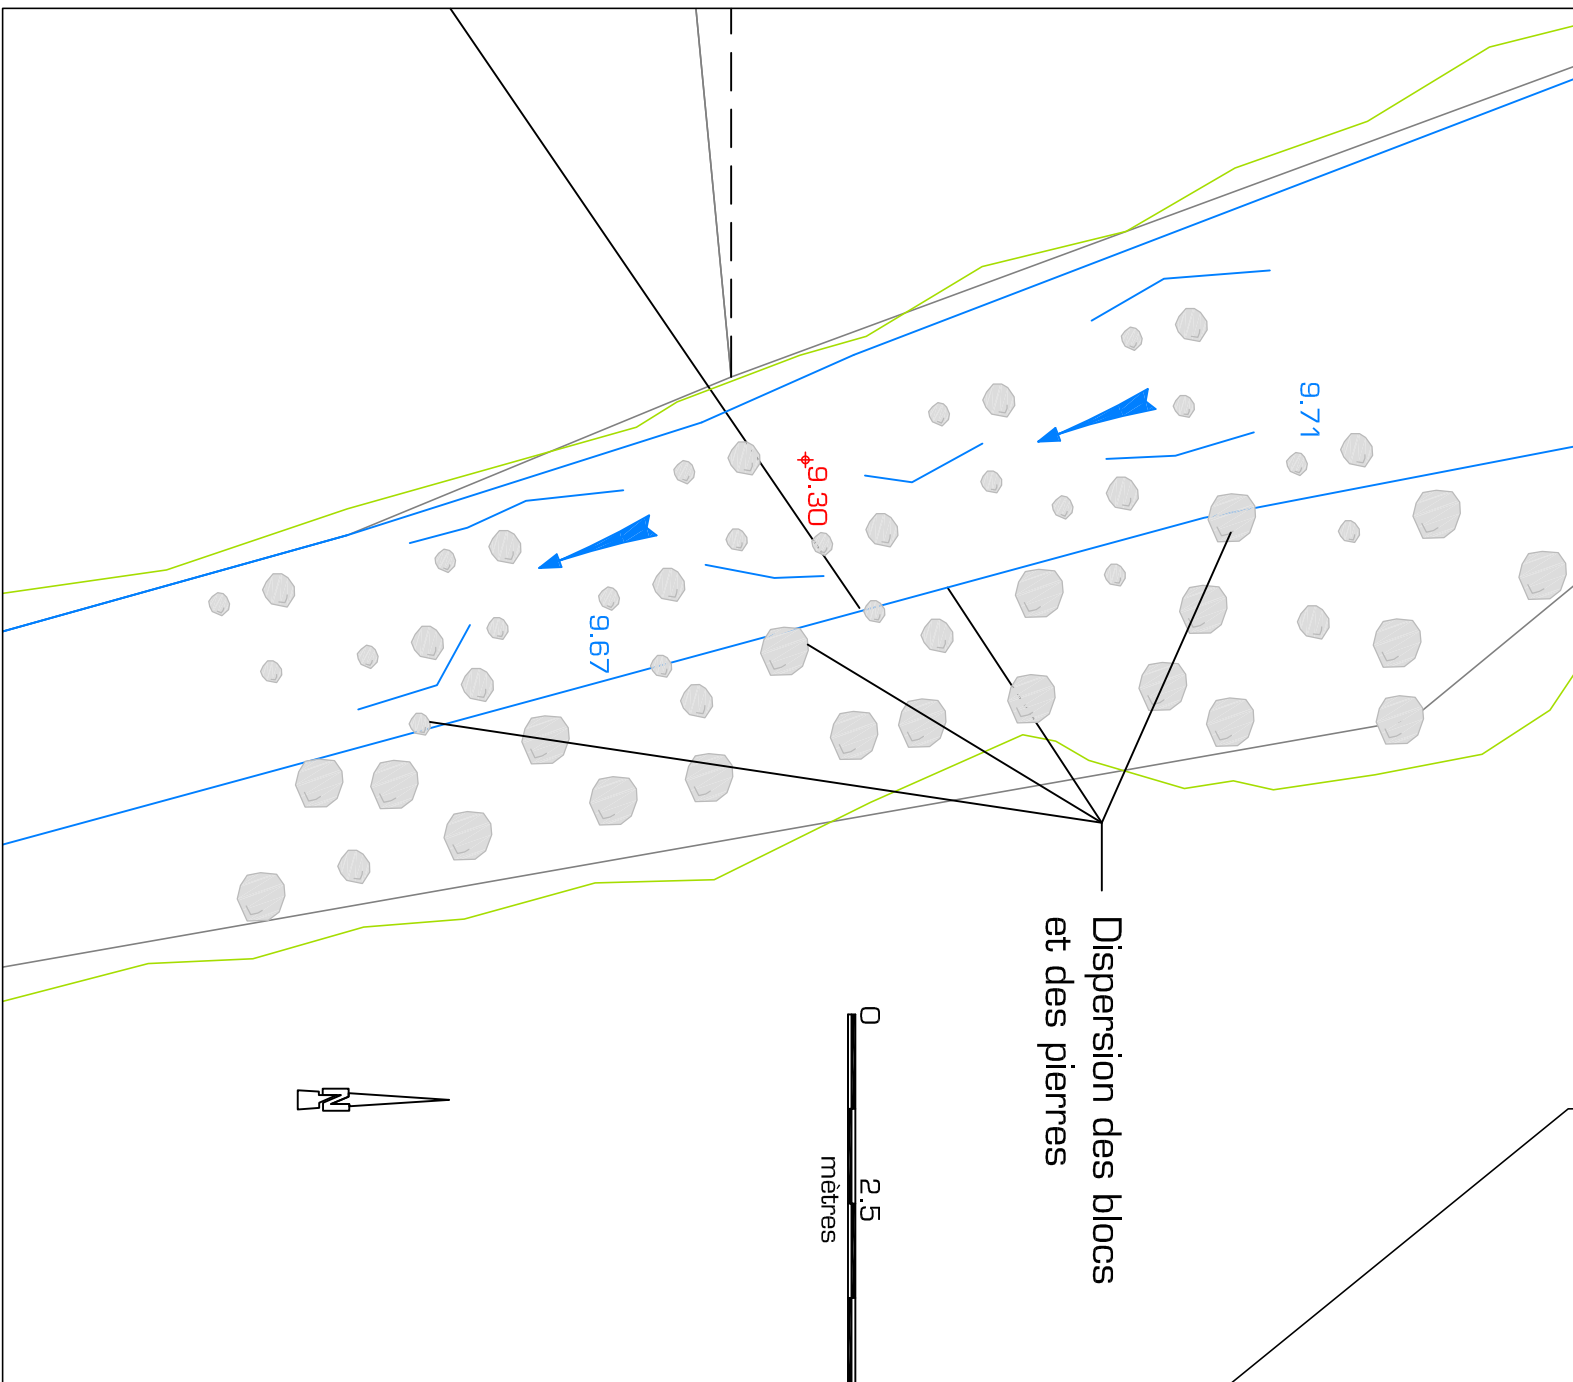 9.71
9.30
9.67
Dispersion des blocs
et des pierres
0
2.5
mètres
N